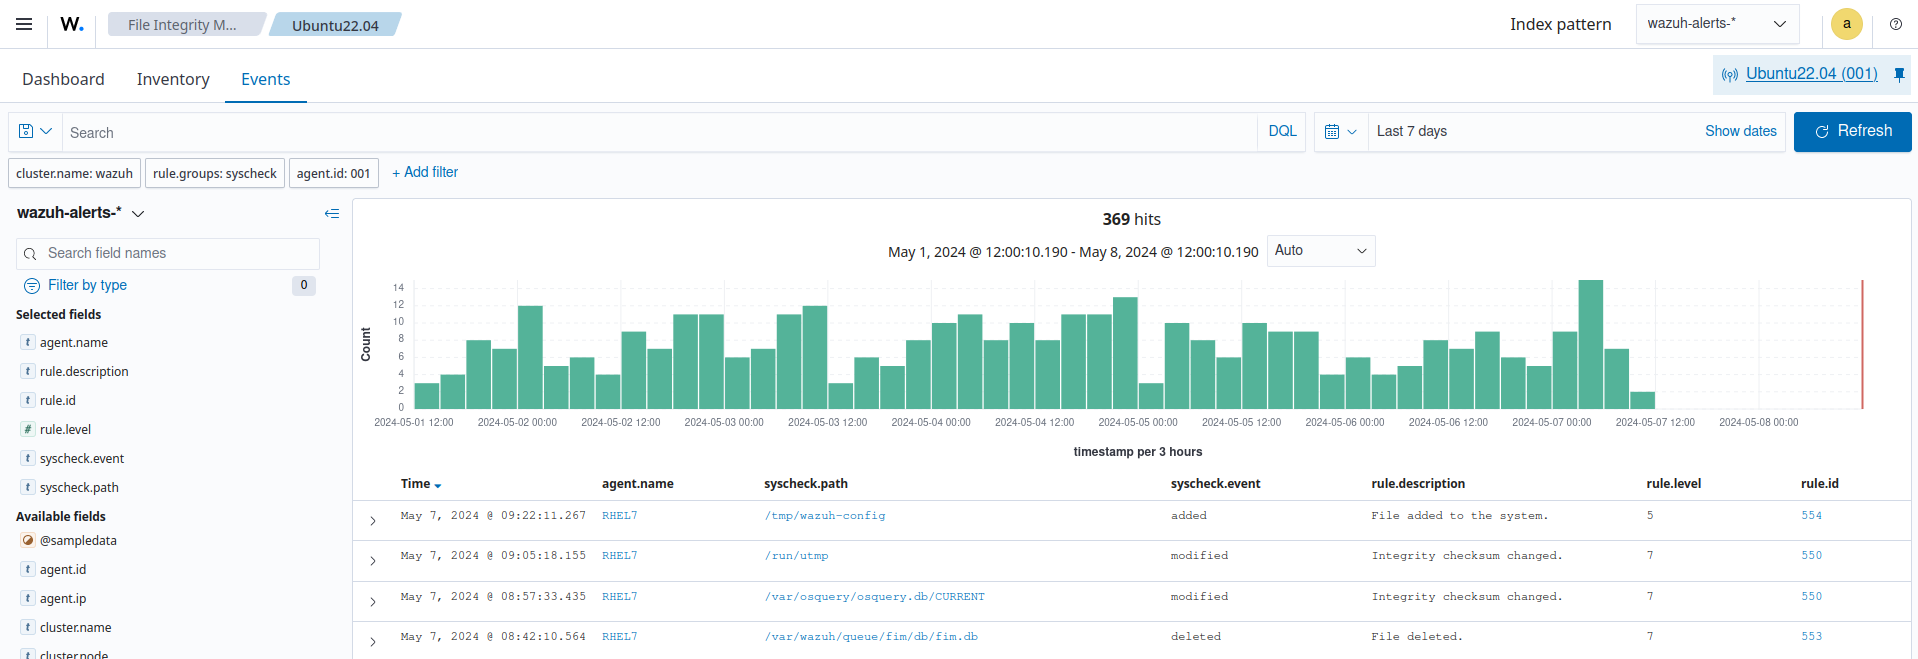 W.
File Integrity M...
Ubuntu22.04
Index pattern
wazuh-alerts-*
a
Dashboard
Inventory
Events
Ubuntu22.04 (001)
Search
DQL
Last 7 days
Show dates
Refresh
cluster.name: wazuh
rule.groups: syscheck
agent.id: 001
+ Add filter
wazuh-alerts-*
Search field names
Filter by type
0
Selected fields
t agent.name
t rule.description
t rule.id
# rule.level
t syscheck.event
t syscheck.path
Available fields
@sampledata
t agent.id
t agent.ip
t cluster.name
cluster.node
369 hits
May 1, 2024 @ 12:00:10.190 - May 8, 2024 @ 12:00:10.190
Auto
Count
14
12
10
8
6
4
2
0
2024-05-01 12:00
2024-05-02 00:00
2024-05-02 12:00
2024-05-03 00:00
2024-05-03 12:00
2024-05-04 00:00
2024-05-04 12:00
2024-05-05 00:00
2024-05-05 12:00
2024-05-06 00:00
2024-05-06 12:00
2024-05-07 00:00
2024-05-07 12:00
2024-05-08 00:00
timestamp per 3 hours
Time agent.name syscheck.path syscheck.event rule.description rule.level rule.id
May 7, 2024 @ 09:22:11.267 RHEL7 /tmp/wazuh-config added File added to the system. 5 554
May 7, 2024 @ 09:05:18.155 RHEL7 /run/utmp modified Integrity checksum changed. 7 550
May 7, 2024 @ 08:57:33.435 RHEL7 /var/osquery/osquery.db/CURRENT modified Integrity checksum changed. 7 550
May 7, 2024 @ 08:42:10.564 RHEL7 /var/wazuh/queue/fim/db/fim.db deleted File deleted. 7 553